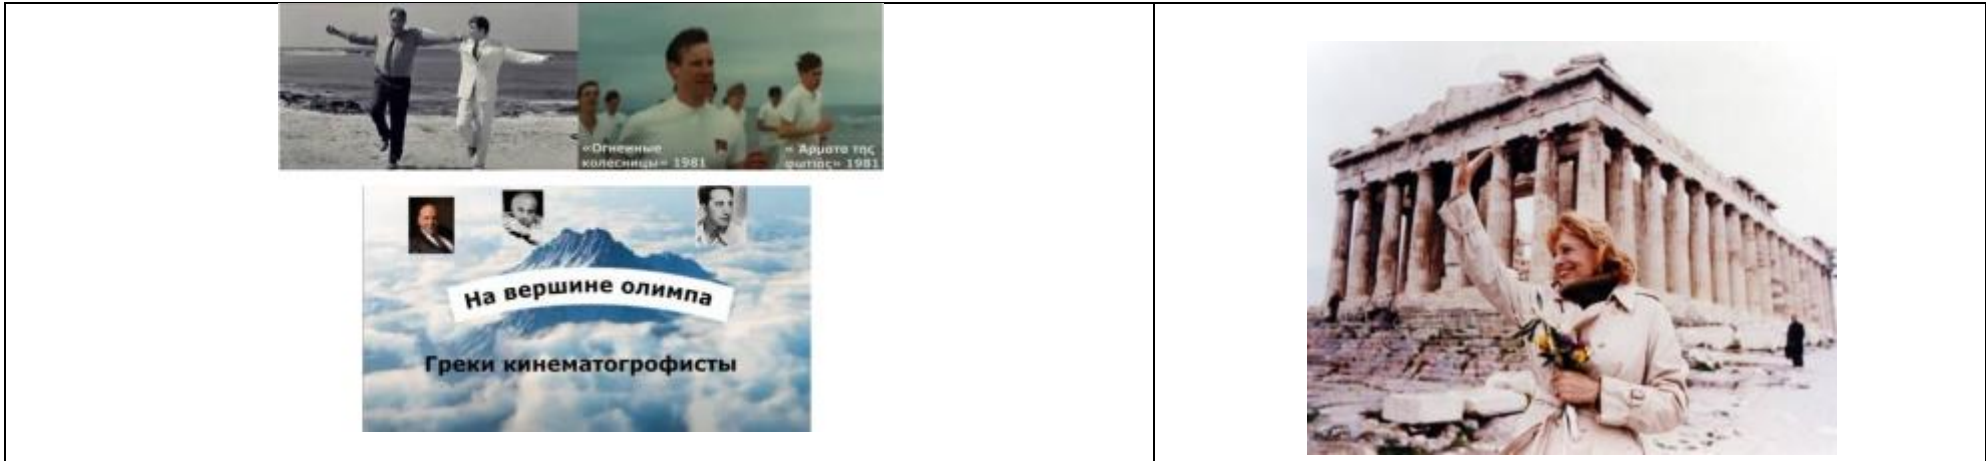 «Огненные
колесницы» 1981
« Άρματα της
φωτιάς» 1981
На вершине олимпа
Греки кинематогрофисты